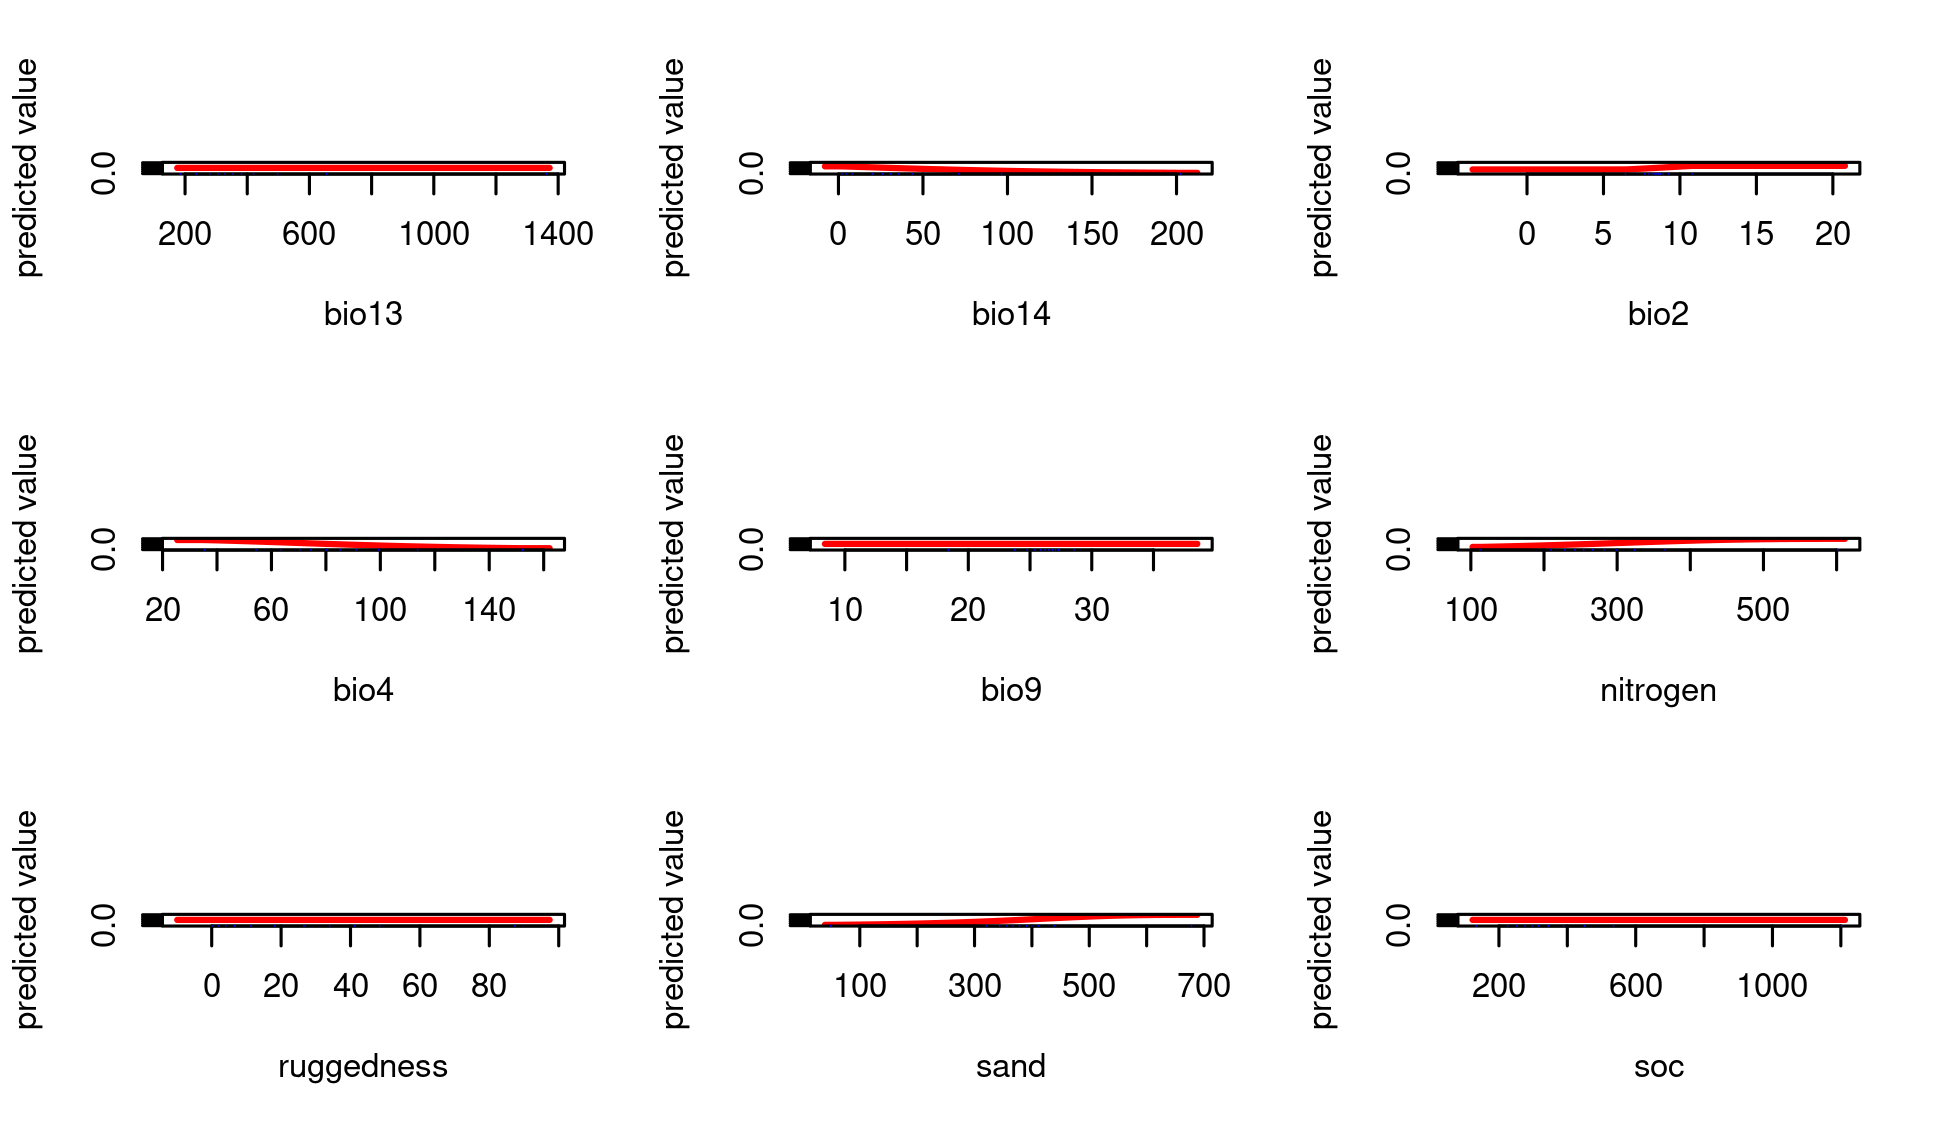 predicted value
0.0
200 600 1000 1400
bio13
predicted value
0.0
0 50 100 150 200
bio14
predicted value
0.0
0 5 10 15 20
bio2
predicted value
0.0
20 60 100 140
bio4
predicted value
0.0
10 20 30
bio9
predicted value
0.0
100 300 500
nitrogen
predicted value
0.0
0 20 40 60 80
ruggedness
predicted value
0.0
100 300 500 700
sand
predicted value
0.0
200 600 1000
soc